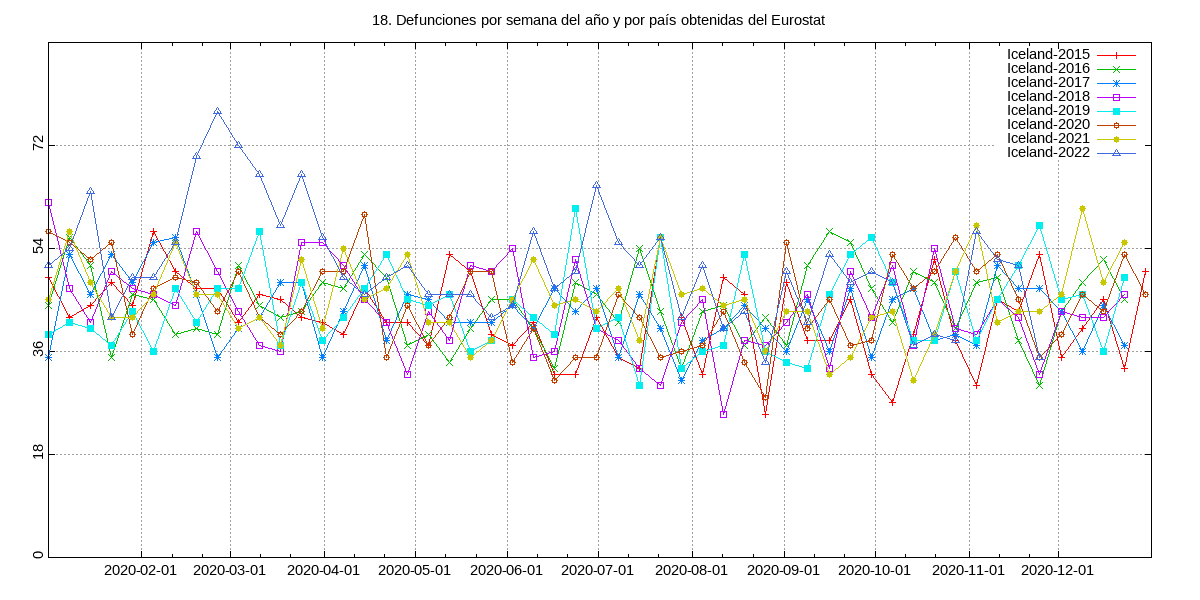 18. Defunciones por semana del año y por país obtenidas del Eurostat
Iceland-2015
Iceland-2016
Iceland-2017
Iceland-2018
Iceland-2019
Iceland-2020
Iceland-2021
Iceland-2022
72
54
36
18
0
2020-02-01 2020-03-01 2020-04-01 2020-05-01 2020-06-01 2020-07-01 2020-08-01 2020-09-01 2020-10-01 2020-11-01 2020-12-01